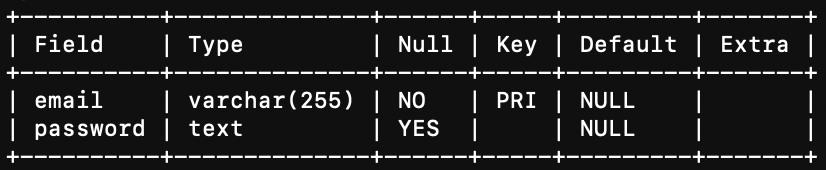 +----------+--------------+------+-----+---------+-------+
| Field    | Type         | Null | Key | Default | Extra |
+----------+--------------+------+-----+---------+-------+
| email    | varchar(255) | NO   | PRI | NULL    |       |
| password | text         | YES  |     | NULL    |       |
+----------+--------------+------+-----+---------+-------+